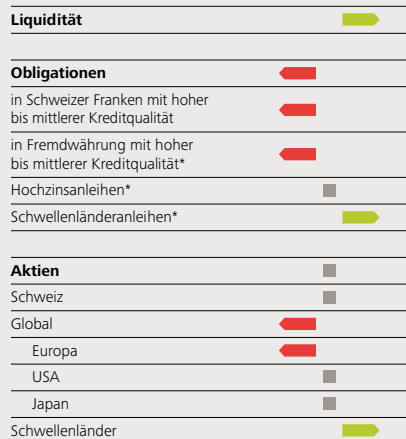 Liquidität
Obligationen
in Schweizer Franken mit hoher
bis mittlerer Kreditqualität
in Fremdwährung mit hoher
bis mittlerer Kreditqualität*
Hochzinsanleihen*
Schwellenländeranleihen*
Aktien
Schweiz
Global
Europa
USA
Japan
Schwellenländer